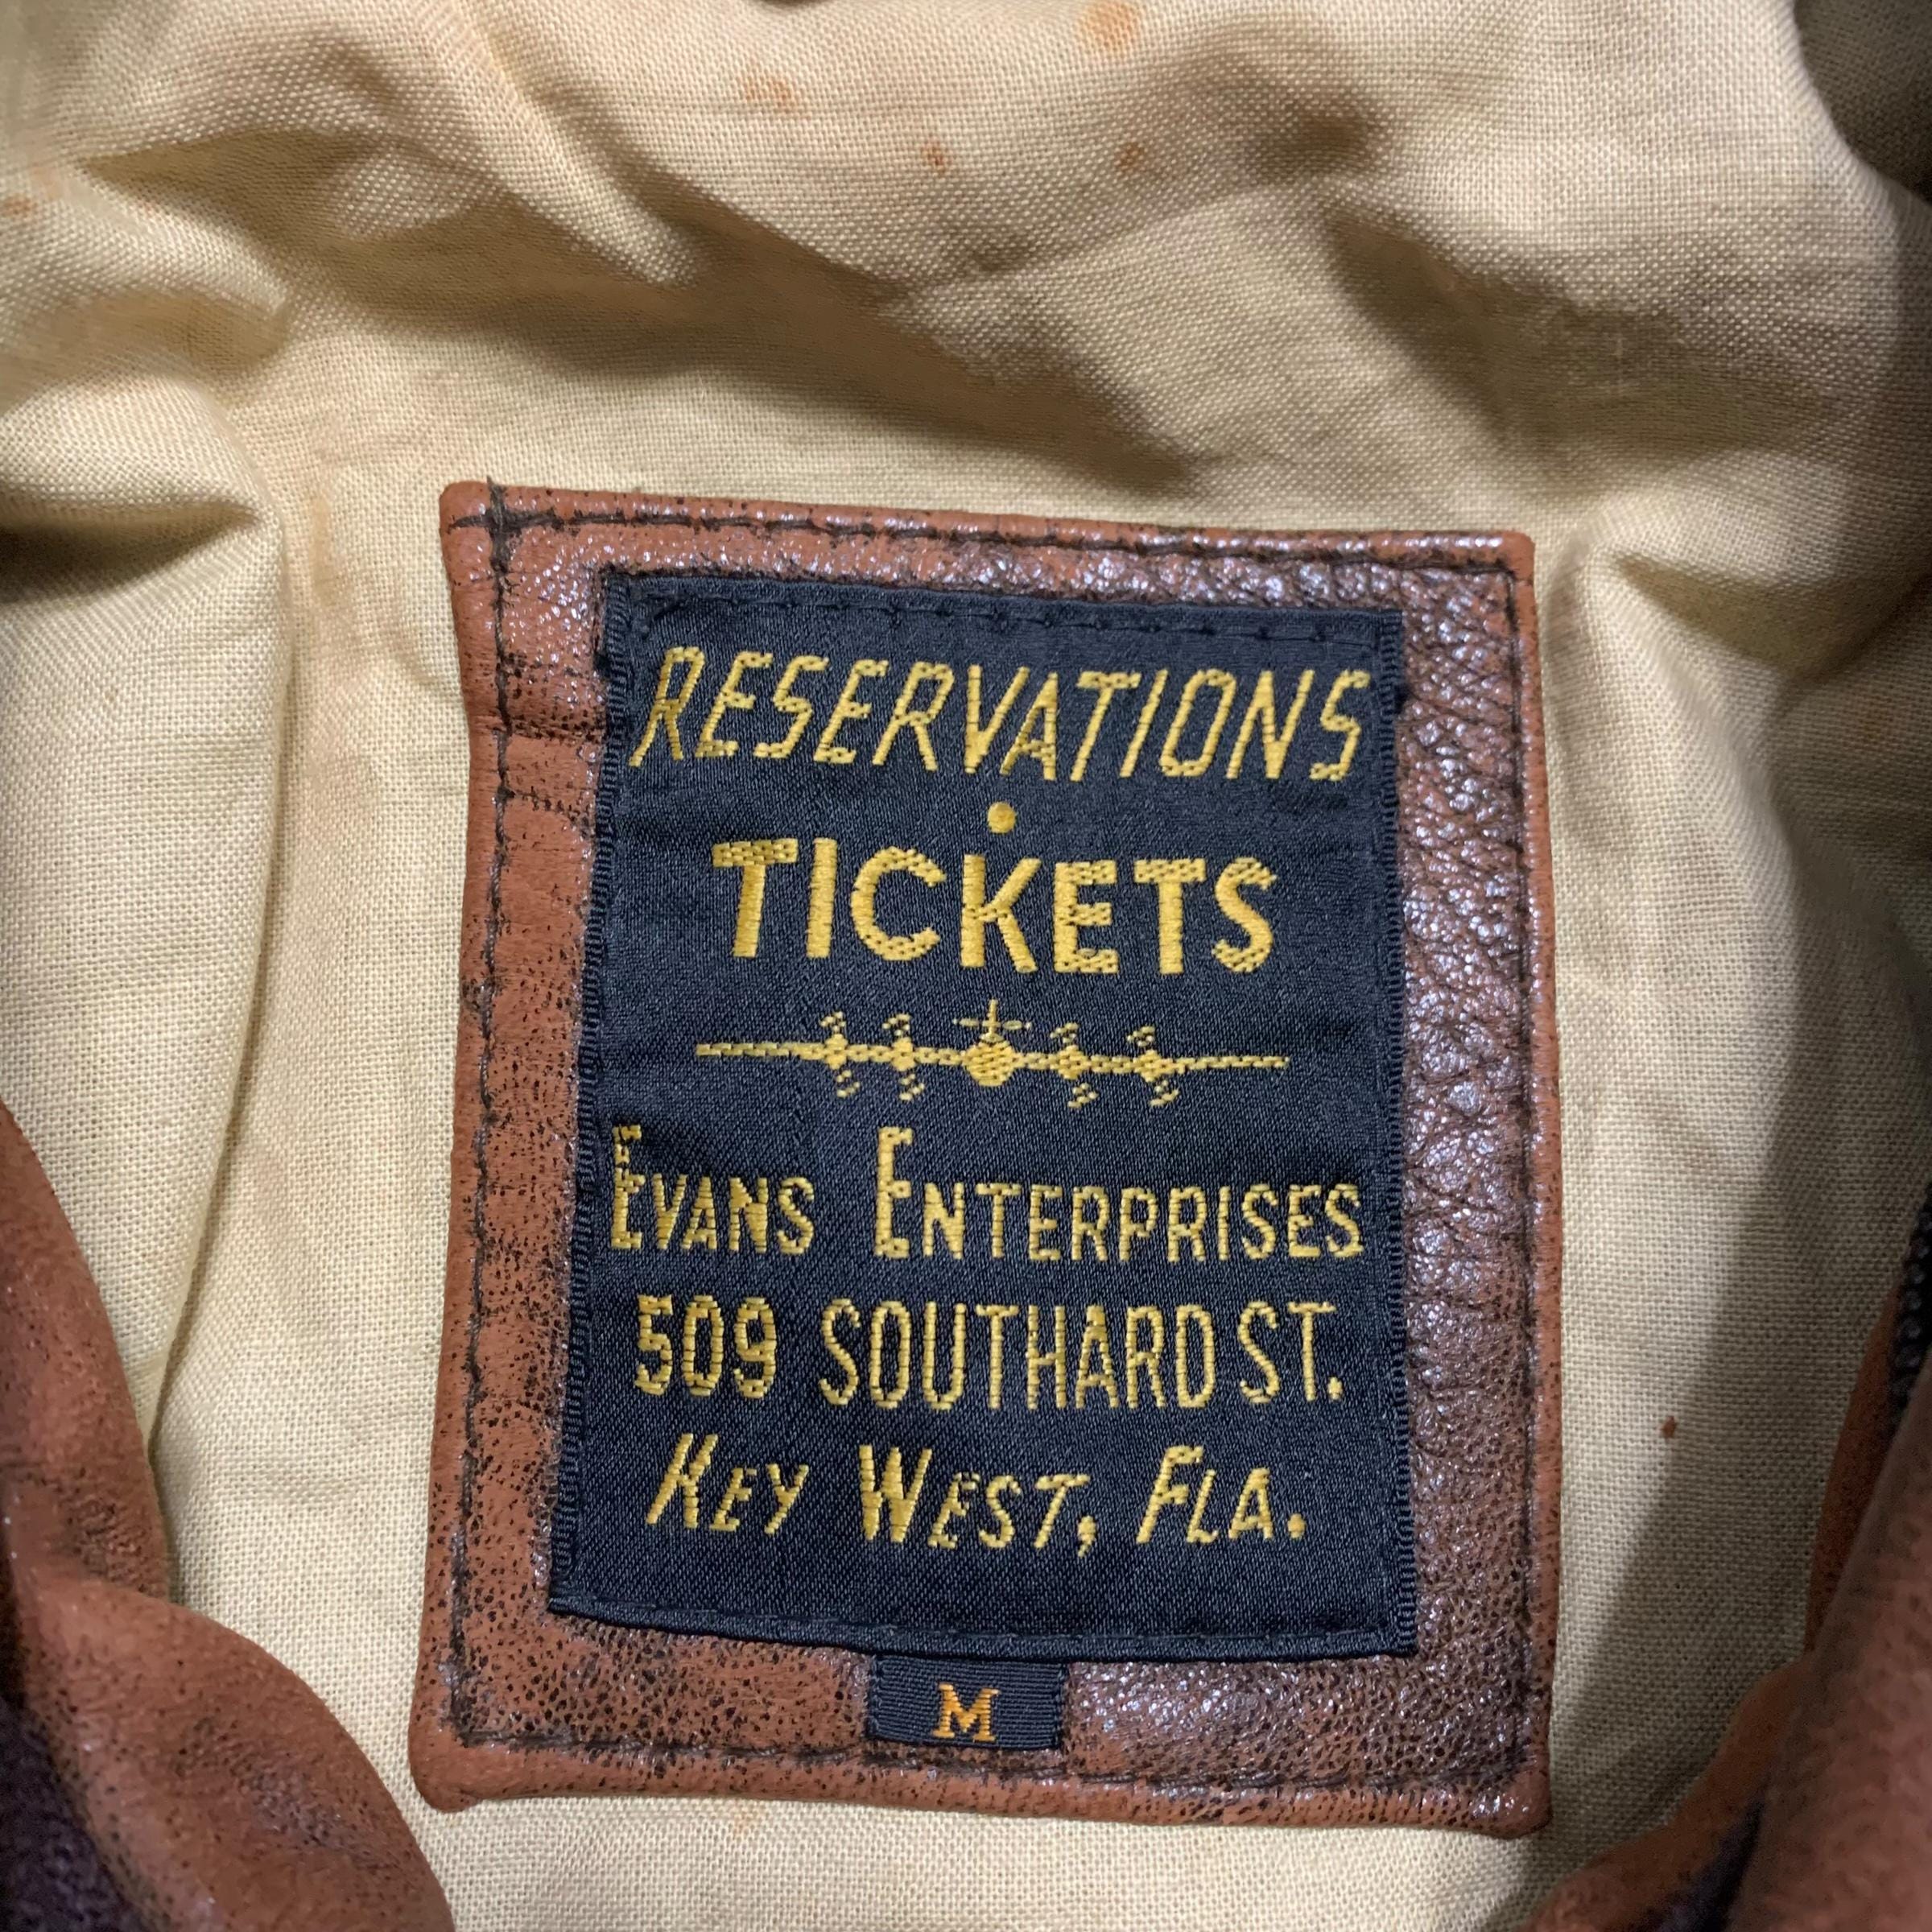 RESERVATIONS
TICKETS
EVANS ENTERPRISES
509 SOUTHARD ST.
KEY WEST, FLA.
M